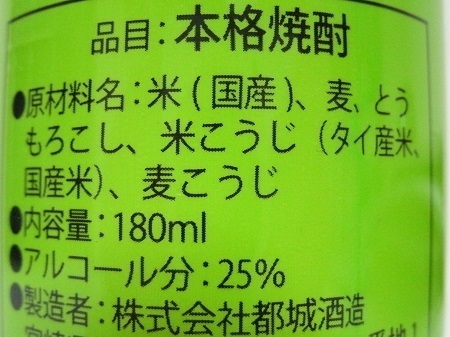 品目：本格焼酎
●原材料名：米(国産)、麦、とう
もろこし、米こうじ（タイ産米、
国産米)、麦こうじ
●内容量：180ml
●アルコール分：25%
●製造者：株式会社都城酒造